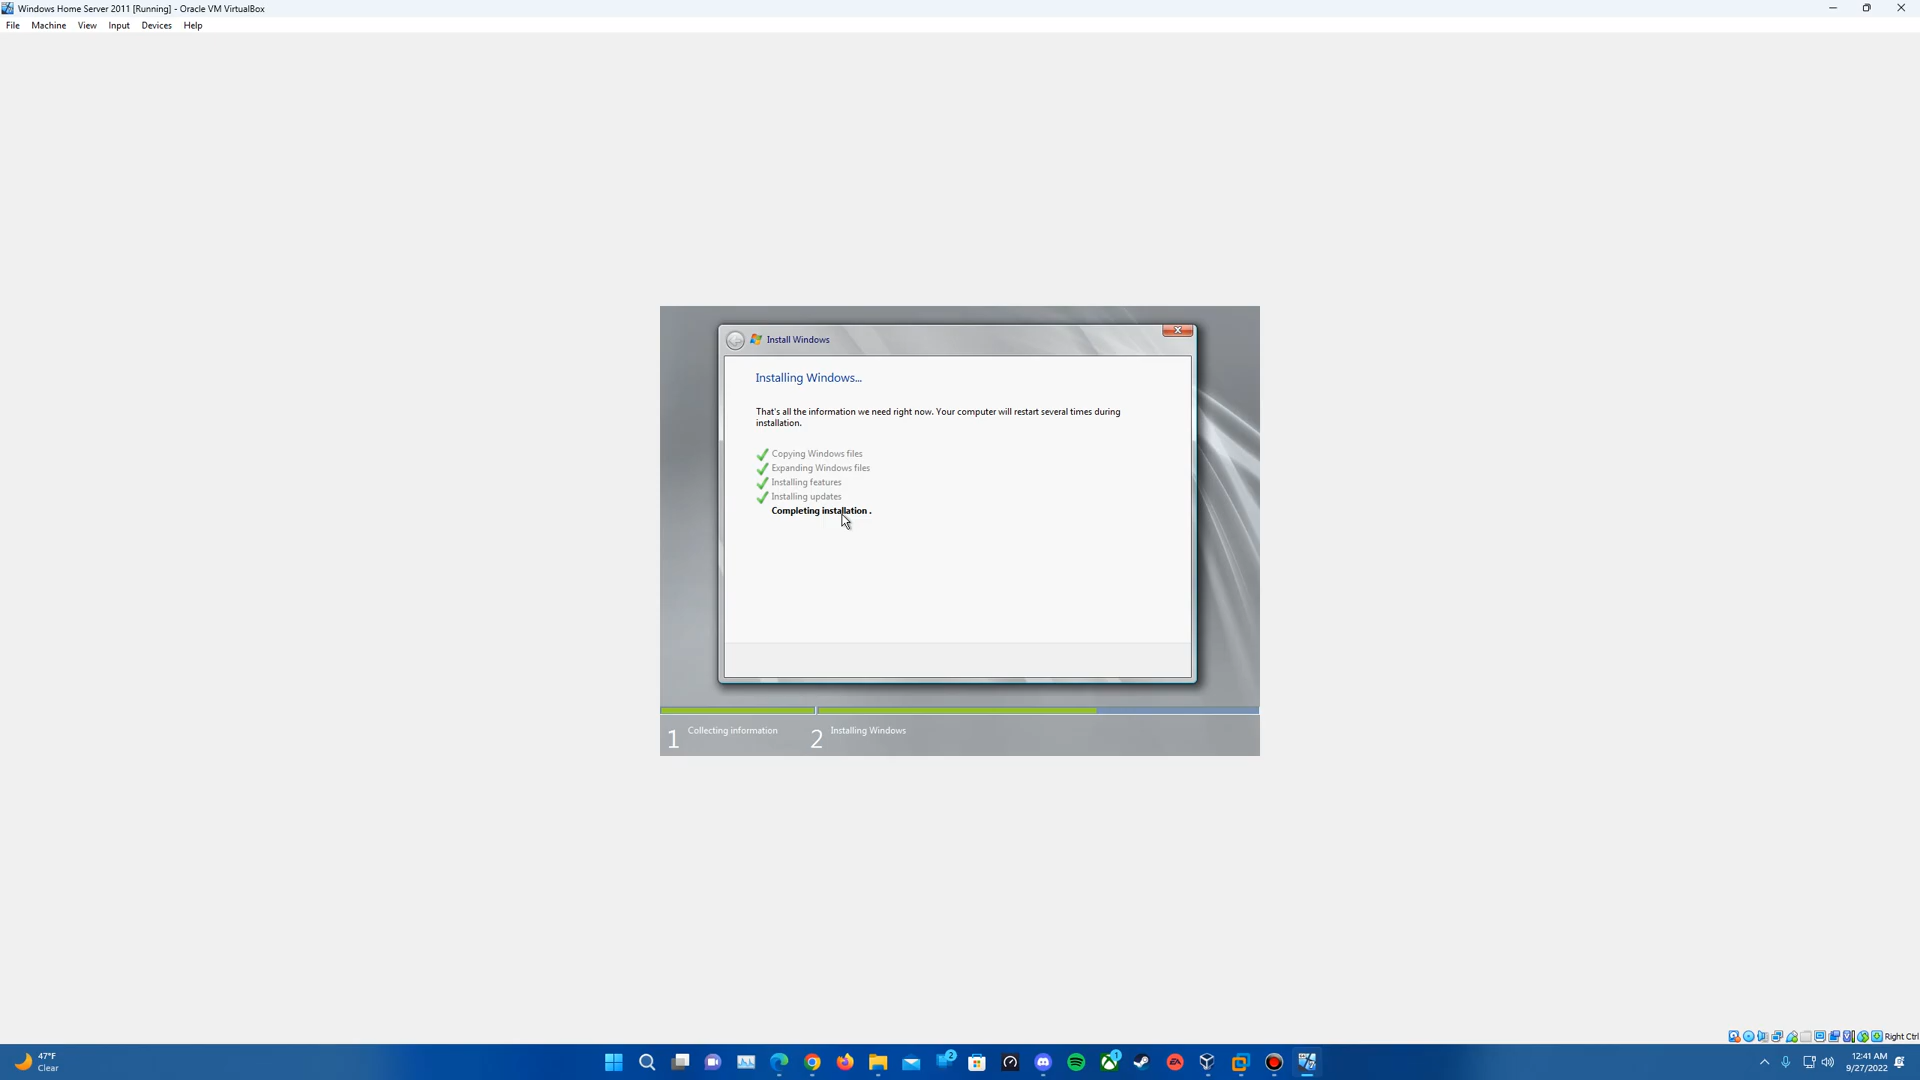 Windows Home Server 2011 [Running] - Oracle VM VirtualBox
File Machine View Input Devices Help
Install Windows
Installing Windows...
That's all the information we need right now. Your computer will restart several times during
installation.
Copying Windows files
Expanding Windows files
Installing features
Installing updates
Completing installation .
1 Collecting information 2 Installing Windows
Right Ctrl
47°F
Clear
2
1
EA
12:41 AM
9/27/2022